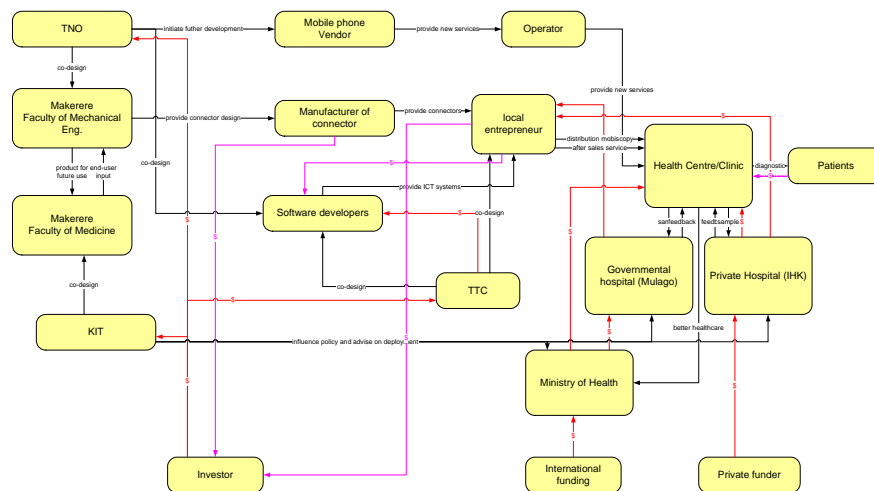 TNO
initiate futher development
Mobile phone
Vendor
provide new services
Operator
co-design
provide new services
Makerere
Faculty of Mechanical
Eng.
provide connector design
Manufacturer of
connector
provide connectors
local
entrepreneur
$
$
distribution mobiscopy
after sales service
Health Centre/Clinic
diagnostic
$
Patients
co-design
product for
future use
end-user
input
$
provide ICT systems
Makerere
Faculty of Medicine
Software developers
$
co-design
$
$
$
$
feedback
sample
feedback
Governmental
hospital (Mulago)
Private Hospital (IHK)
co-design
TTC
$
KIT
$
influence policy and advise on deployment
$
$
better healthcare
Ministry of Health
$
$
$
Investor
International
funding
Private funder